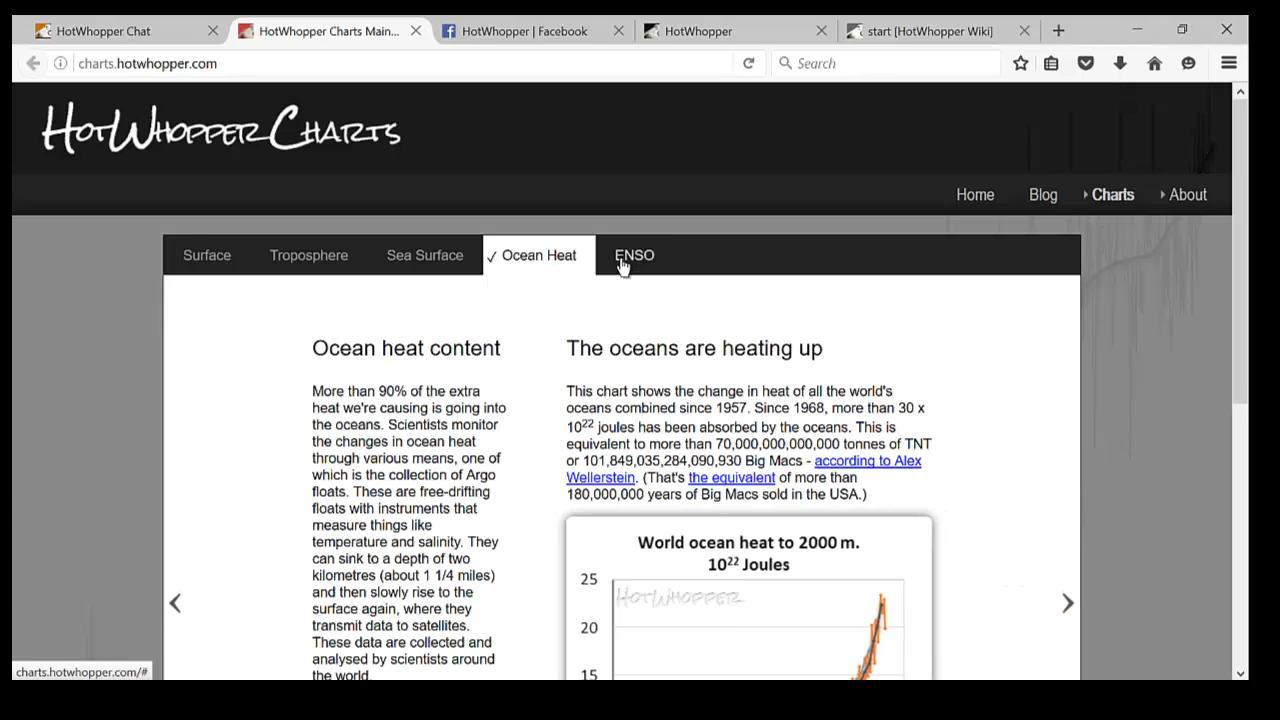 HotWhopper Chat
HotWhopper Charts Main...
HotWhopper | Facebook
HotWhopper
start [HotWhopper Wiki]
charts.hotwhopper.com
Search
HotWhopper Charts
Home
Blog
Charts
About
Surface
Troposphere
Sea Surface
✓ Ocean Heat
ENSO
Ocean heat content
More than 90% of the extra
heat we're causing is going into
the oceans. Scientists monitor
the changes in ocean heat
through various means, one of
which is the collection of Argo
floats. These are free-drifting
floats with instruments that
measure things like
temperature and salinity. They
can sink to a depth of two
kilometres (about 1 1/4 miles)
and then slowly rise to the
surface again, where they
transmit data to satellites.
These data are collected and
analysed by scientists around
the world.
The oceans are heating up
This chart shows the change in heat of all the world's
oceans combined since 1957. Since 1968, more than 30 x
10²² joules has been absorbed by the oceans. This is
equivalent to more than 70,000,000,000,000 tonnes of TNT
or 101,849,035,284,090,930 Big Macs - according to Alex
Wellerstein. (That's the equivalent of more than
180,000,000 years of Big Macs sold in the USA.)
World ocean heat to 2000 m.
10²² Joules
25
HotWhopper
20
15
charts.hotwhopper.com/#